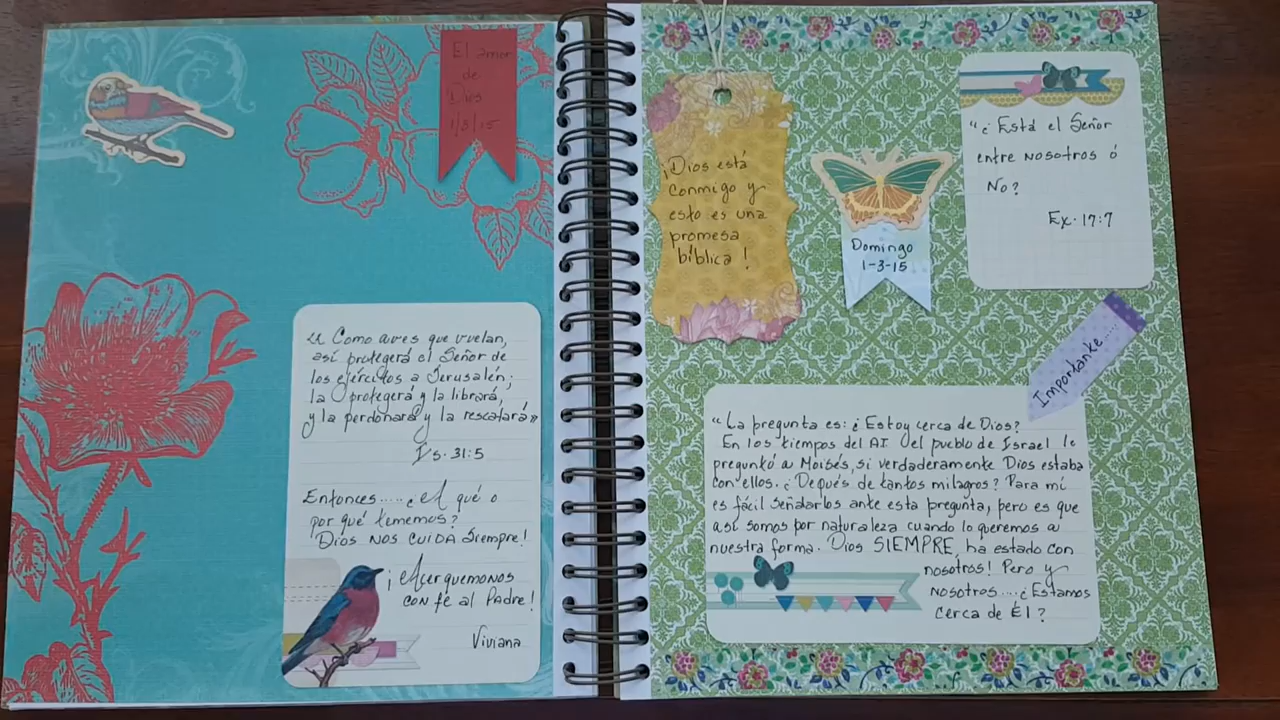 El amor
de
Dios
1/3/15
"Como aves que vuelan,
así protegerá el Señor de
los ejércitos a Jerusalén;
la protegerá y la librará,
y la perdonará y la rescatará"
Is. 31:5
Entonces....¿A qué o
por qué tememos?
Dios nos cuida siempre!
¡Acerquemonos
con fe al Padre!
Viviana
¡Dios está
conmigo y
esto es una
promesa
bíblica!
Domingo
1-3-15
"¿Está el Señor
entre nosotros ó
No?
Ex. 17:7
Importante....
"La pregunta es: ¿Estoy cerca de Dios?
En los tiempos del AT el pueblo de Israel le
preguntó a Moisés, si verdaderamente Dios estaba
con ellos. ¿Depués de tantos milagros? Para mí
es fácil señalarlos ante esta pregunta, pero es que
así somos por naturaleza cuando lo queremos a
nuestra forma. Dios SIEMPRE, ha estado con
nosotros! Pero y
nosotros....¿Estamos
cerca de Él?